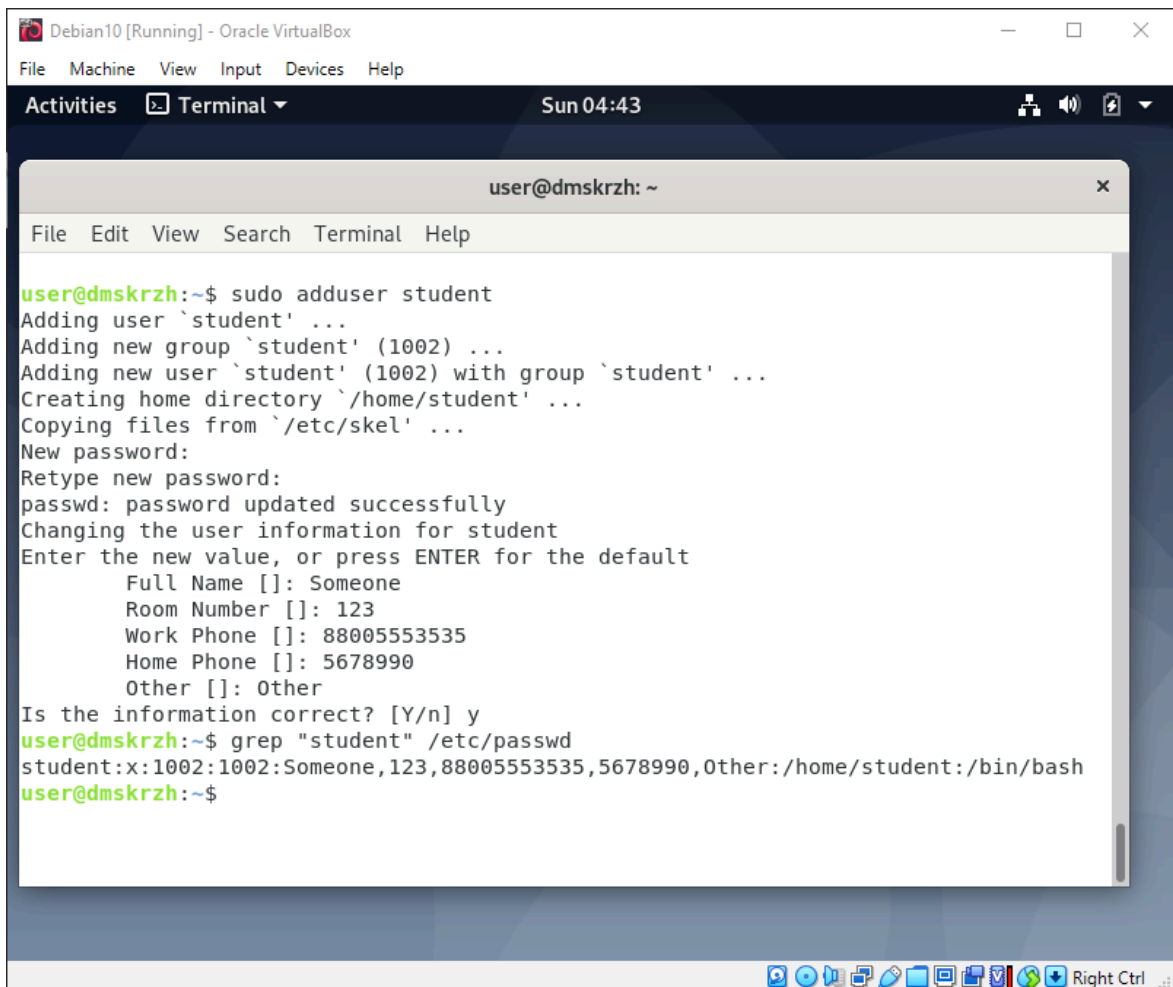 Debian10 [Running] - Oracle VirtualBox
File Machine View Input Devices Help
Activities Terminal Sun 04:43
user@dmskrzh: ~
File Edit View Search Terminal Help
user@dmskrzh:~$ sudo adduser student
Adding user `student' ...
Adding new group `student' (1002) ...
Adding new user `student' (1002) with group `student' ...
Creating home directory `/home/student' ...
Copying files from `/etc/skel' ...
New password:
Retype new password:
passwd: password updated successfully
Changing the user information for student
Enter the new value, or press ENTER for the default
        Full Name []: Someone
        Room Number []: 123
        Work Phone []: 88005553535
        Home Phone []: 5678990
        Other []: Other
Is the information correct? [Y/n] y
user@dmskrzh:~$ grep "student" /etc/passwd
student:x:1002:1002:Someone,123,88005553535,5678990,Other:/home/student:/bin/bash
user@dmskrzh:~$
Right Ctrl